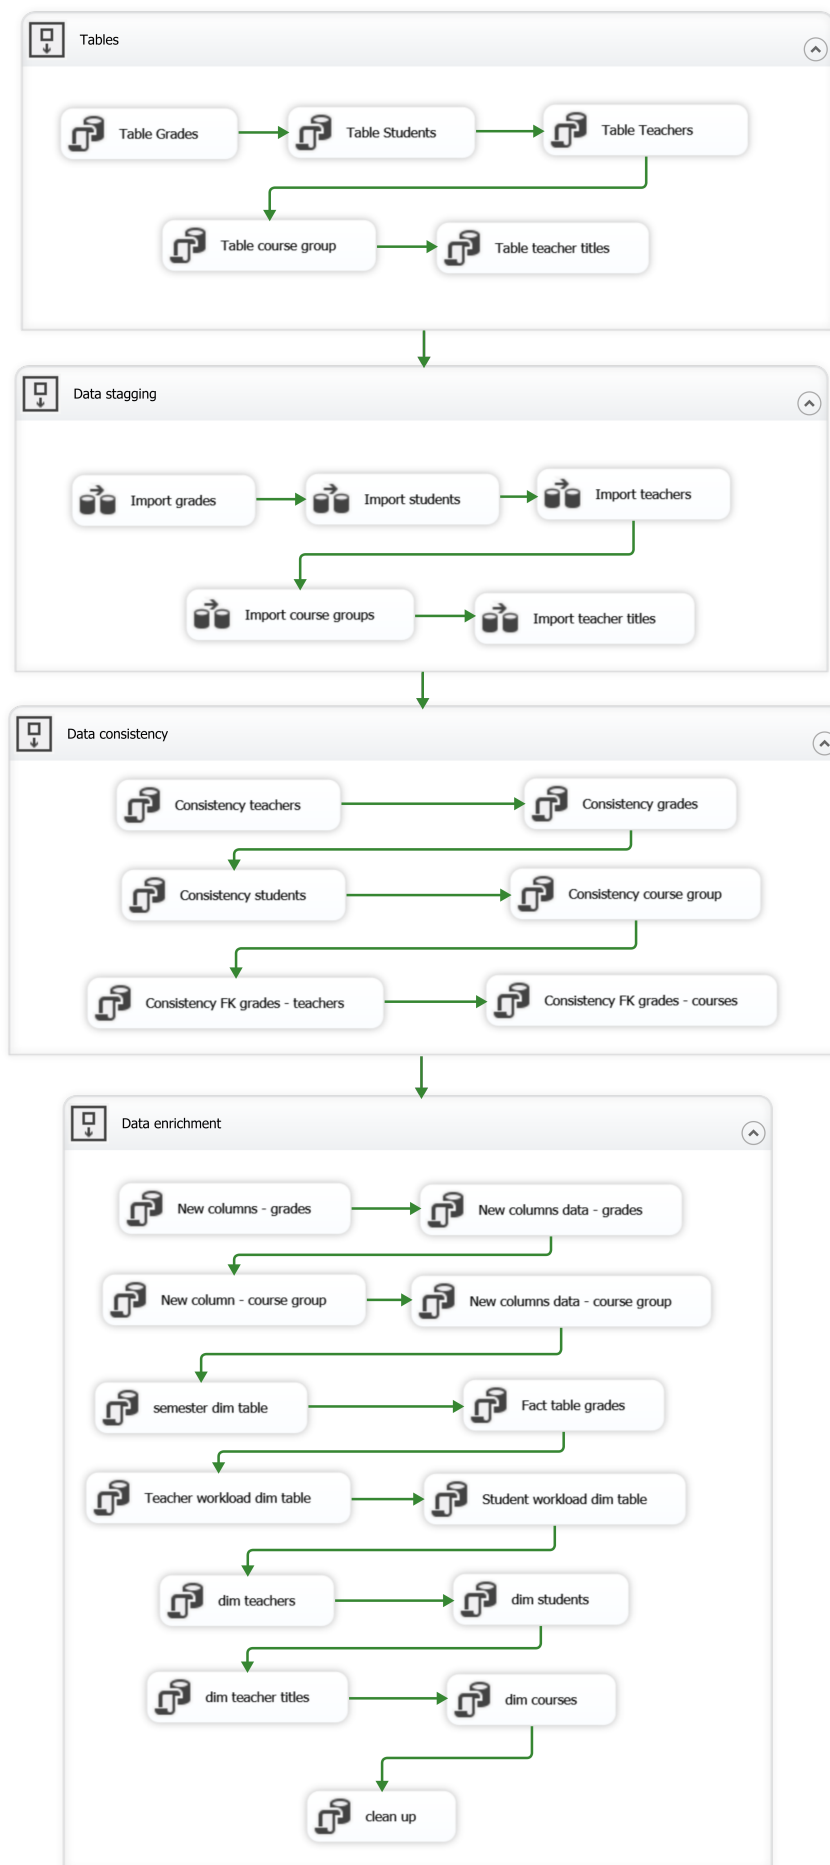 Tables
Table Grades
Table Students
Table Teachers
Table course group
Table teacher titles
Data stagging
Import grades
Import students
Import teachers
Import course groups
Import teacher titles
Data consistency
Consistency teachers
Consistency grades
Consistency students
Consistency course group
Consistency FK grades - teachers
Consistency FK grades - courses
Data enrichment
New columns - grades
New columns data - grades
New column - course group
New columns data - course group
semester dim table
Fact table grades
Teacher workload dim table
Student workload dim table
dim teachers
dim students
dim teacher titles
dim courses
clean up